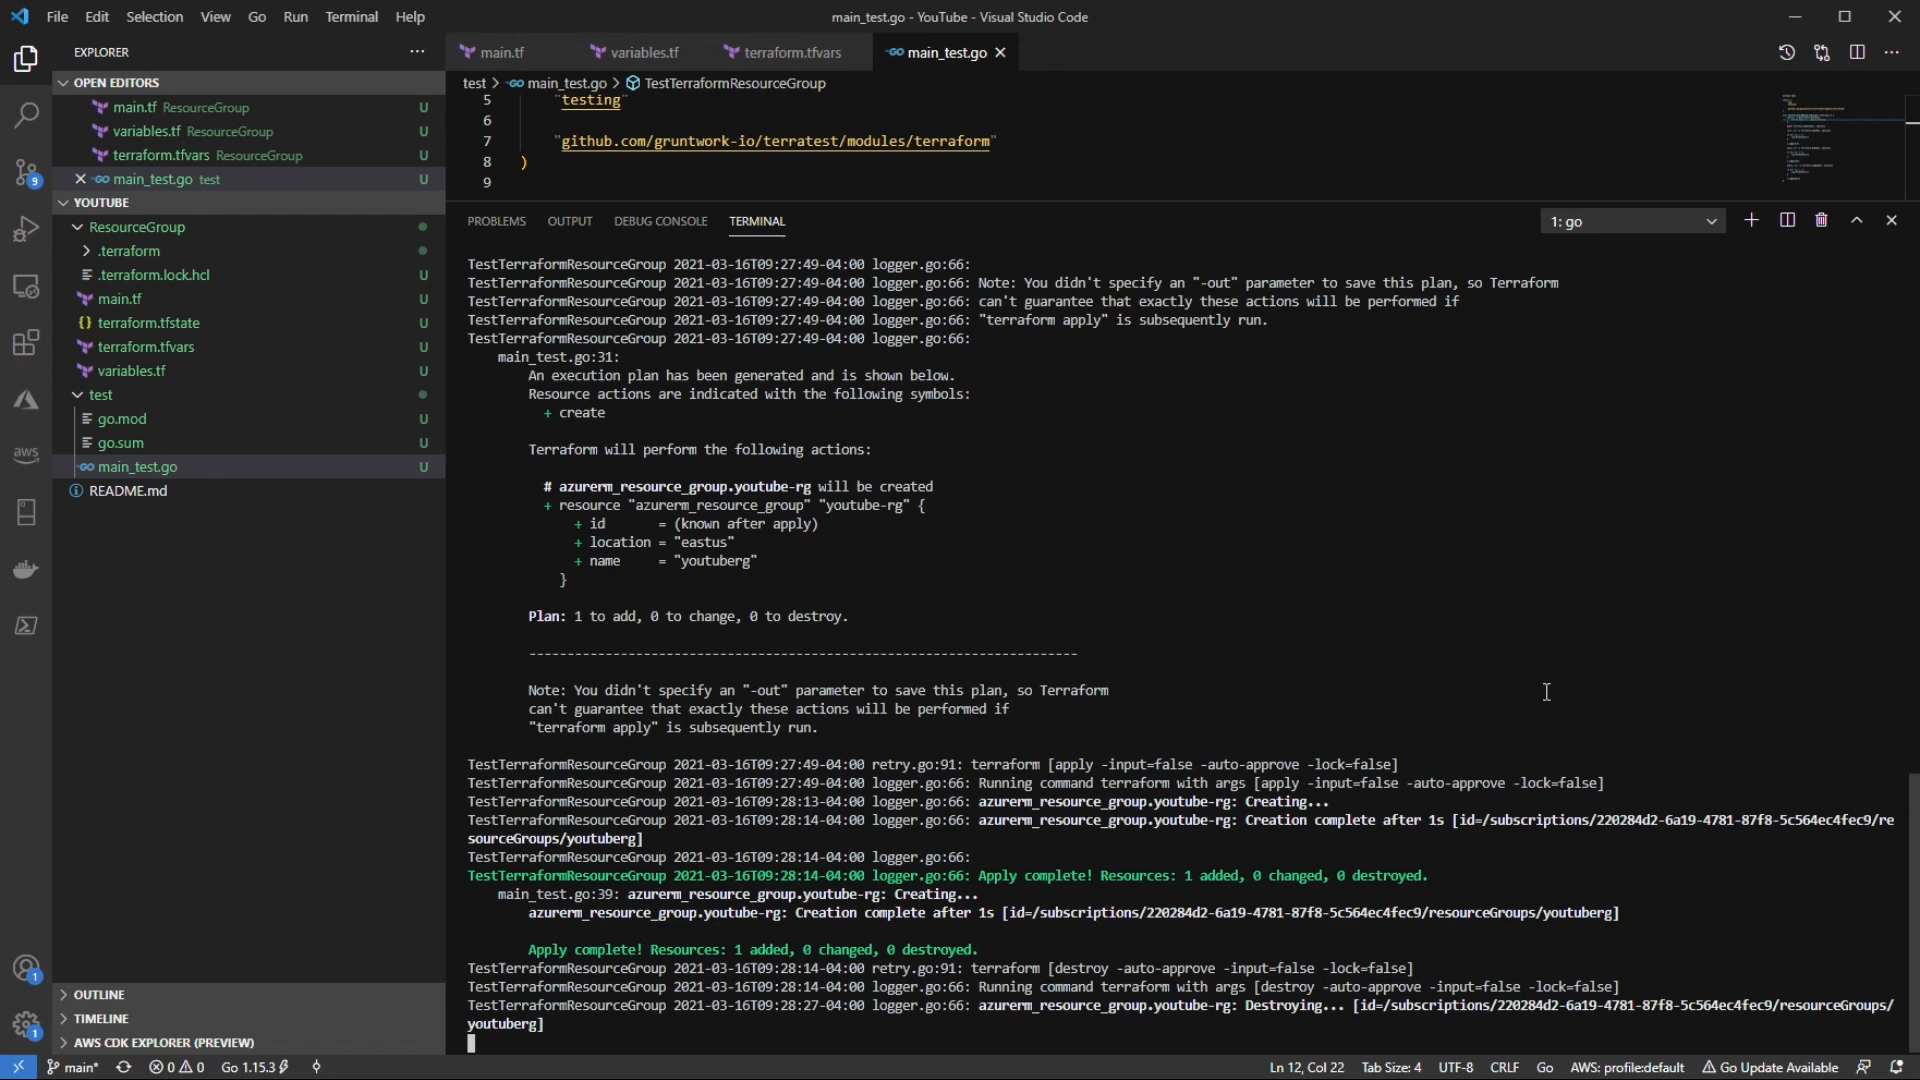 File Edit Selection View Go Run Terminal Help
main_test.go - YouTube - Visual Studio Code
EXPLORER
OPEN EDITORS
main.tf ResourceGroup U
variables.tf ResourceGroup U
terraform.tfvars ResourceGroup U
main_test.go test U
YOUTUBE
ResourceGroup
.terraform
.terraform.lock.hcl U
main.tf U
terraform.tfstate U
terraform.tfvars U
variables.tf U
test
go.mod U
go.sum U
main_test.go U
README.md
OUTLINE
TIMELINE
AWS CDK EXPLORER (PREVIEW)
9
aws
1
1
main.tf variables.tf terraform.tfvars main_test.go
test > main_test.go > TestTerraformResourceGroup
5 "testing"
6
7 "github.com/gruntwork-io/terratest/modules/terraform"
8 )
9
PROBLEMS OUTPUT DEBUG CONSOLE TERMINAL 1: go
TestTerraformResourceGroup 2021-03-16T09:27:49-04:00 logger.go:66:
TestTerraformResourceGroup 2021-03-16T09:27:49-04:00 logger.go:66: Note: You didn't specify an "-out" parameter to save this plan, so Terraform
TestTerraformResourceGroup 2021-03-16T09:27:49-04:00 logger.go:66: can't guarantee that exactly these actions will be performed if
TestTerraformResourceGroup 2021-03-16T09:27:49-04:00 logger.go:66: "terraform apply" is subsequently run.
TestTerraformResourceGroup 2021-03-16T09:27:49-04:00 logger.go:66:
main_test.go:31:
An execution plan has been generated and is shown below.
Resource actions are indicated with the following symbols:
+ create
Terraform will perform the following actions:
# azurerm_resource_group.youtube-rg will be created
+ resource "azurerm_resource_group" "youtube-rg" {
+ id = (known after apply)
+ location = "eastus"
+ name = "youtuberg"
}
Plan: 1 to add, 0 to change, 0 to destroy.
------------------------------------------------------------------------
Note: You didn't specify an "-out" parameter to save this plan, so Terraform
can't guarantee that exactly these actions will be performed if
"terraform apply" is subsequently run.
TestTerraformResourceGroup 2021-03-16T09:27:49-04:00 retry.go:91: terraform [apply -input=false -auto-approve -lock=false]
TestTerraformResourceGroup 2021-03-16T09:27:49-04:00 logger.go:66: Running command terraform with args [apply -input=false -auto-approve -lock=false]
TestTerraformResourceGroup 2021-03-16T09:28:13-04:00 logger.go:66: azurerm_resource_group.youtube-rg: Creating...
TestTerraformResourceGroup 2021-03-16T09:28:14-04:00 logger.go:66: azurerm_resource_group.youtube-rg: Creation complete after 1s [id=/subscriptions/220284d2-6a19-4781-87f8-5c564ec4fec9/re
sourceGroups/youtuberg]
TestTerraformResourceGroup 2021-03-16T09:28:14-04:00 logger.go:66:
TestTerraformResourceGroup 2021-03-16T09:28:14-04:00 logger.go:66: Apply complete! Resources: 1 added, 0 changed, 0 destroyed.
main_test.go:39: azurerm_resource_group.youtube-rg: Creating...
azurerm_resource_group.youtube-rg: Creation complete after 1s [id=/subscriptions/220284d2-6a19-4781-87f8-5c564ec4fec9/resourceGroups/youtuberg]
Apply complete! Resources: 1 added, 0 changed, 0 destroyed.
TestTerraformResourceGroup 2021-03-16T09:28:14-04:00 retry.go:91: terraform [destroy -auto-approve -input=false -lock=false]
TestTerraformResourceGroup 2021-03-16T09:28:14-04:00 logger.go:66: Running command terraform with args [destroy -auto-approve -input=false -lock=false]
TestTerraformResourceGroup 2021-03-16T09:28:27-04:00 logger.go:66: azurerm_resource_group.youtube-rg: Destroying... [id=/subscriptions/220284d2-6a19-4781-87f8-5c564ec4fec9/resourceGroups/
youtuberg]
main* 0 0 Go 1.15.3 Ln 12, Col 22 Tab Size: 4 UTF-8 CRLF Go AWS: profile:default Go Update Available